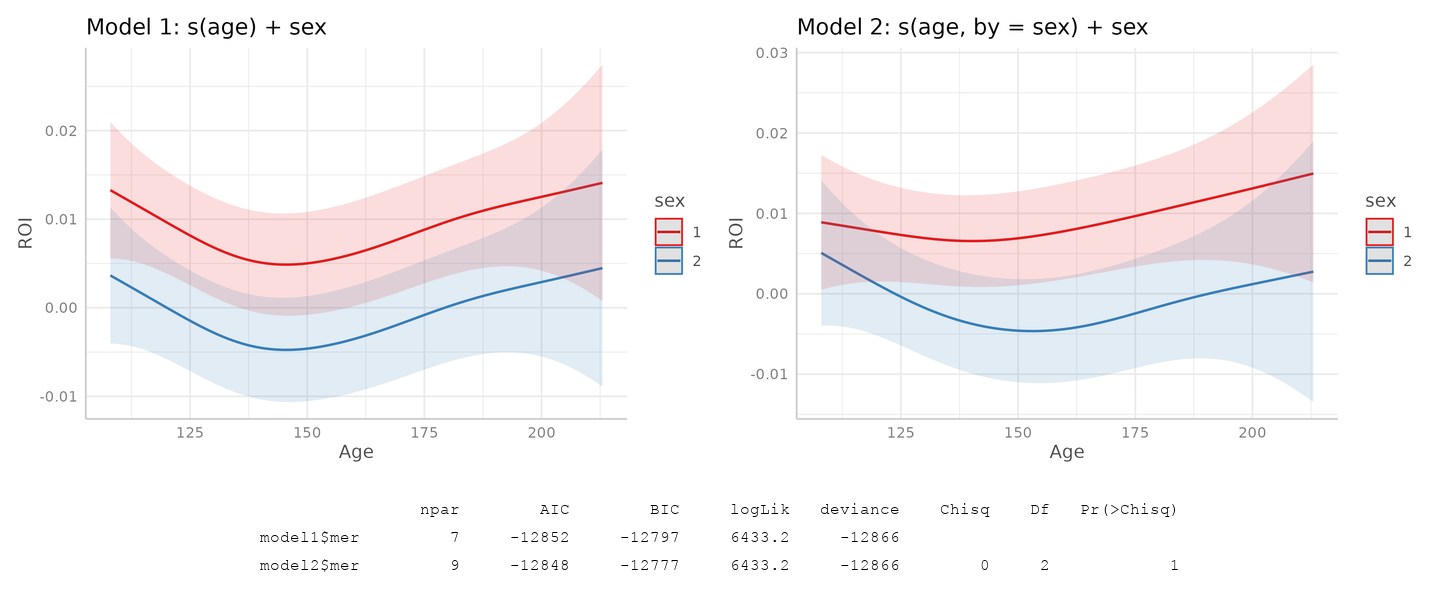 Model 1: s(age) + sex
0.02
0.01
0.00
-0.01
ROI
125 150 175 200
Age
sex
1
2
Model 2: s(age, by = sex) + sex
0.03
0.02
0.01
0.00
-0.01
ROI
125 150 175 200
Age
sex
1
2
npar AIC BIC logLik deviance Chisq Df Pr(>Chisq)
model1$mer 7 -12852 -12797 6433.2 -12866
model2$mer 9 -12848 -12777 6433.2 -12866 0 2 1